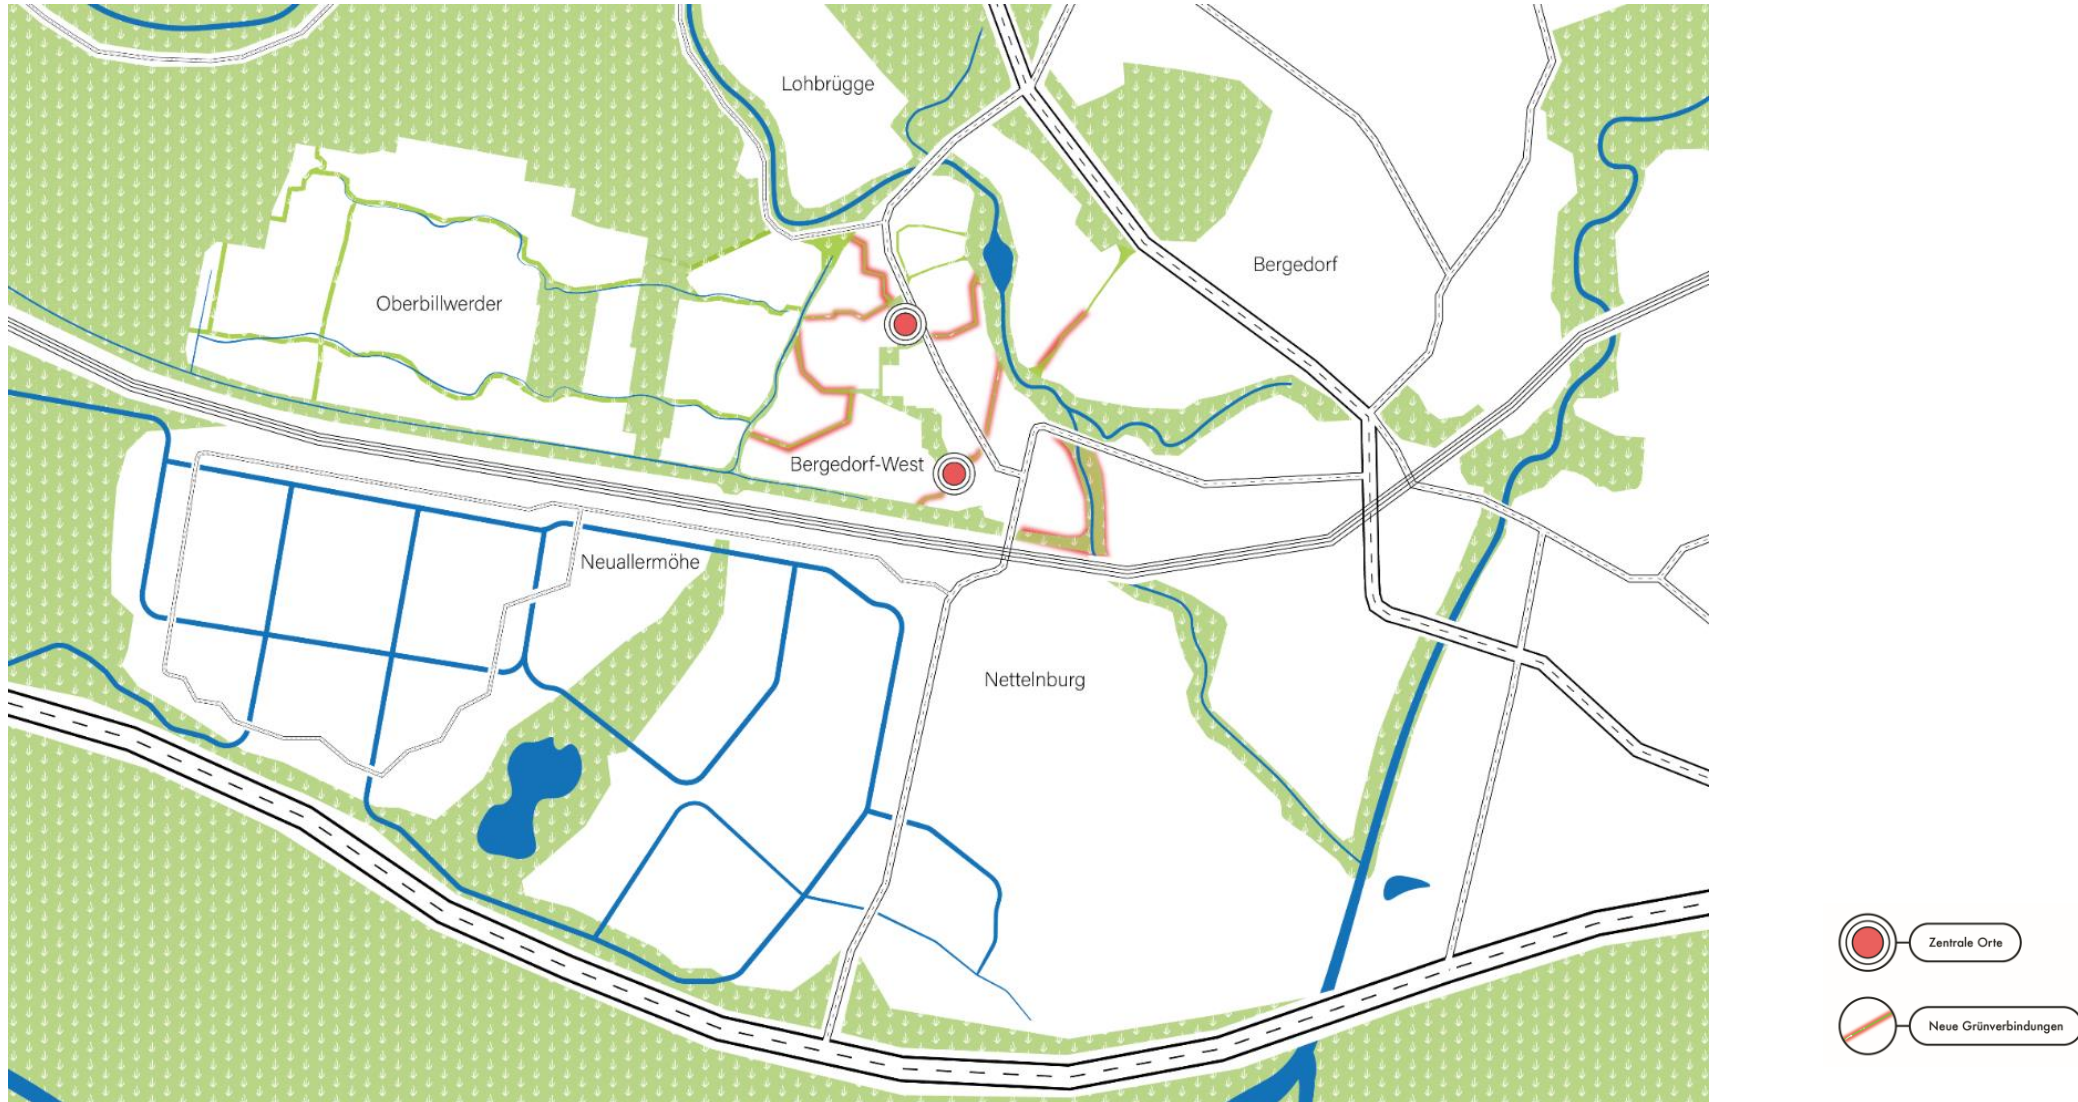 Lohbrügge
Bergedorf
Oberbillwerder
Bergedorf-West
Neuallermöhe
Nettelnburg
Zentrale Orte
Neue Grünverbindungen